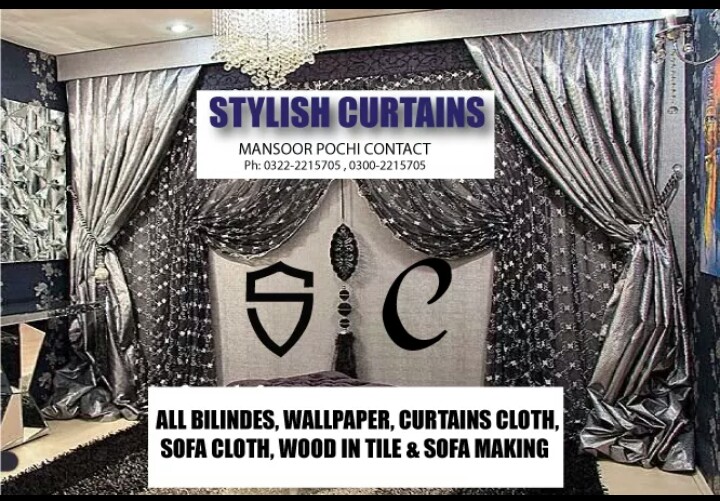 STYLISH CURTAINS
MANSOOR POCHI CONTACT
Ph: 0322-2215705 , 0300-2215705
S C
ALL BILINDES, WALLPAPER, CURTAINS CLOTH,
SOFA CLOTH, WOOD IN TILE & SOFA MAKING